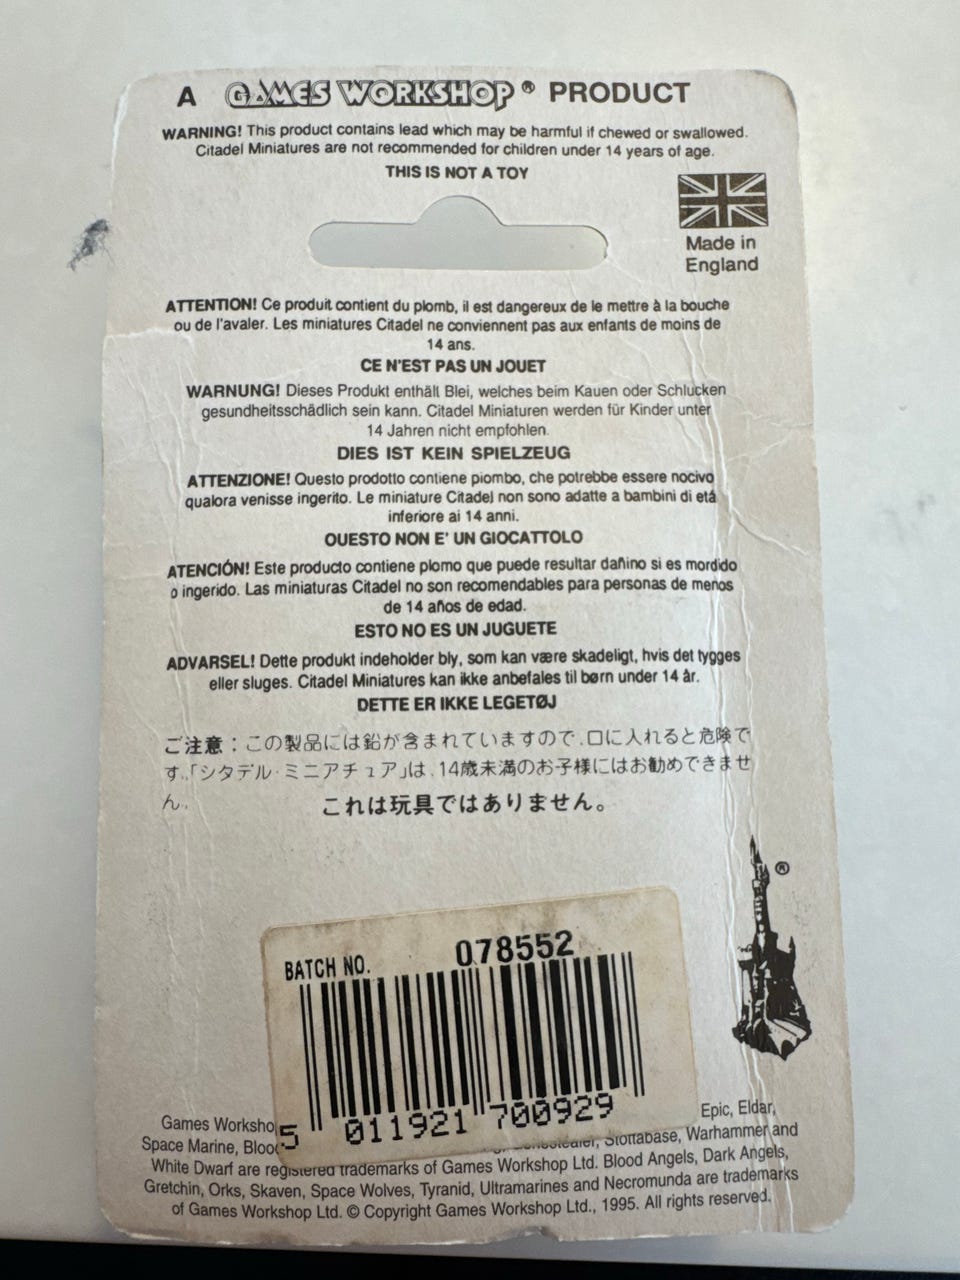 A GAMES WORKSHOP® PRODUCT
WARNING! This product contains lead which may be harmful if chewed or swallowed.
Citadel Miniatures are not recommended for children under 14 years of age.
THIS IS NOT A TOY
Made in
England
ATTENTION! Ce produit contient du plomb, il est dangereux de le mettre à la bouche
ou de l'avaler. Les miniatures Citadel ne conviennent pas aux enfants de moins de
14 ans.
CE N'EST PAS UN JOUET
WARNUNG! Dieses Produkt enthält Blei, welches beim Kauen oder Schlucken
gesundheitsschädlich sein kann. Citadel Miniaturen werden für Kinder unter
14 Jahren nicht empfohlen.
DIES IST KEIN SPIELZEUG
ATTENZIONE! Questo prodotto contiene piombo, che potrebbe essere nocivo
qualora venisse ingerito. Le miniature Citadel non sono adatte a bambini di etá
inferiore ai 14 anni.
OUESTO NON E' UN GIOCATTOLO
ATENCIÓN! Este producto contiene plomo que puede resultar dañino si es mordido
o ingerido. Las miniaturas Citadel no son recomendables para personas de menos
de 14 años de edad.
ESTO NO ES UN JUGUETE
ADVARSEL! Dette produkt indeholder bly, som kan være skadeligt, hvis det tygges
eller sluges. Citadel Miniatures kan ikke anbefales til børn under 14 år.
DETTE ER IKKE LEGETØJ
ご注意：この製品には鉛が含まれていますので、口に入れると危険で
す。「シタデル・ミニアチュア」は、14歳未満のお子様にはお勧めできませ
ん。 これは玩具ではありません。
®
BATCH NO. 078552
5 011921 700929
Games Worksho Epic, Eldar,
Space Marine, Bloo Slottabase, Warhammer and
White Dwarf are registered trademarks of Games Workshop Ltd. Blood Angels, Dark Angels,
Gretchin, Orks, Skaven, Space Wolves, Tyranid, Ultramarines and Necromunda are trademarks
of Games Workshop Ltd. © Copyright Games Workshop Ltd., 1995. All rights reserved.